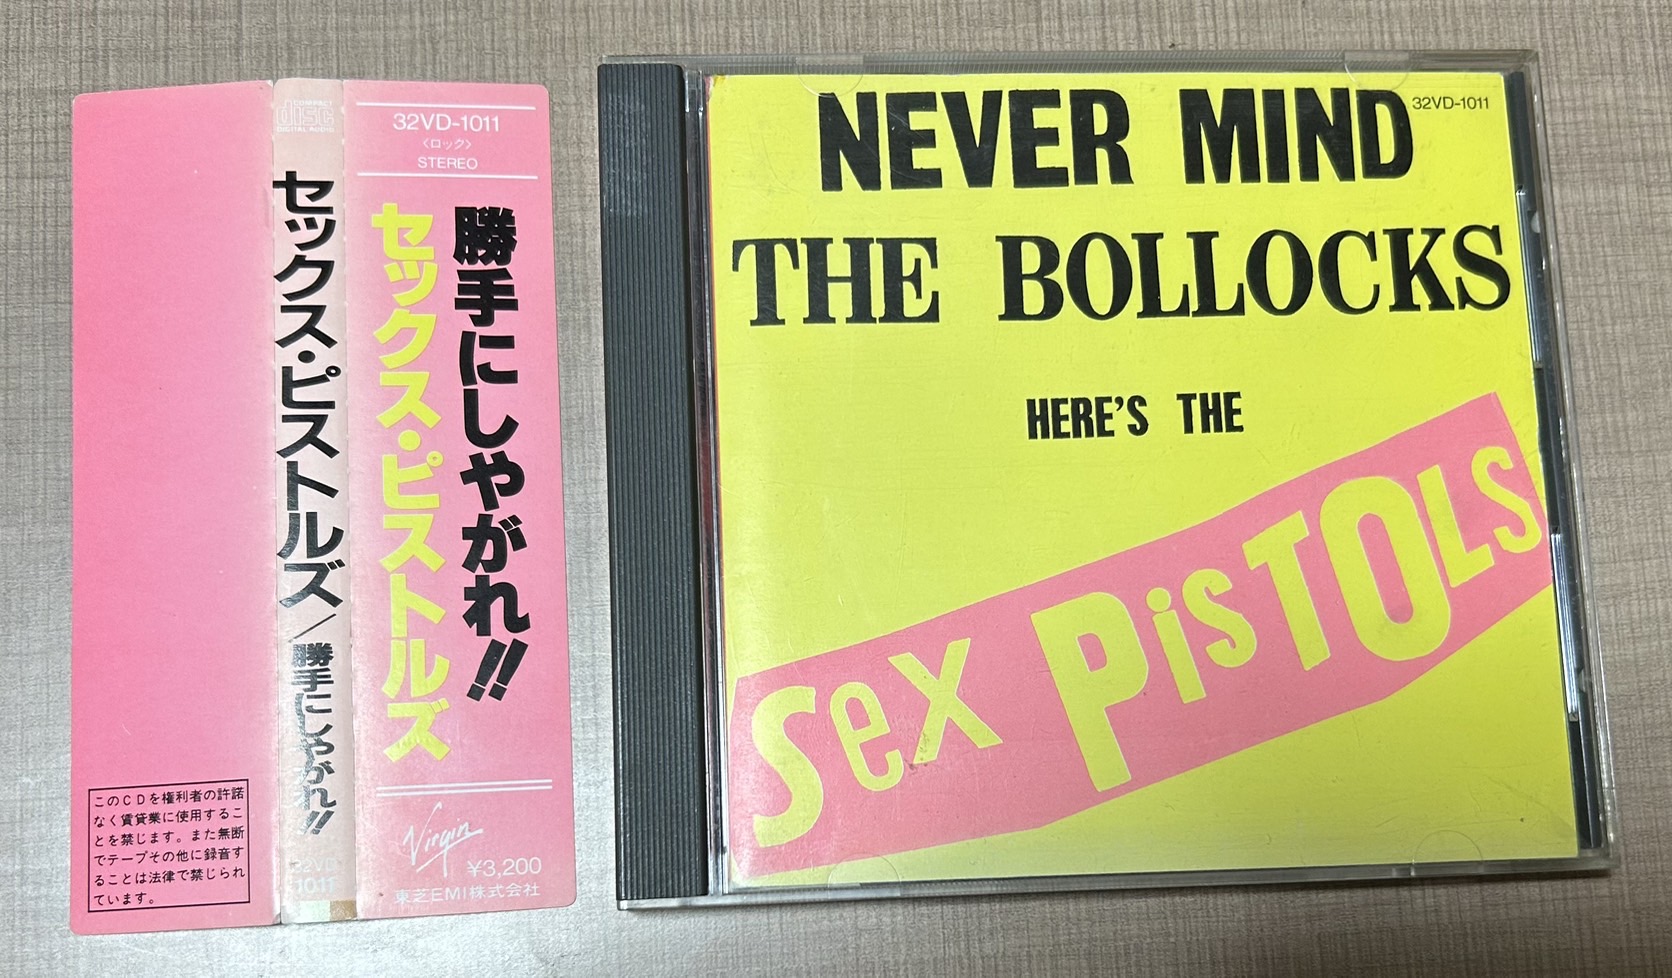 このCDを権利者の許諾
なく賃貸業に使用するこ
とを禁じます。また無断
でテープその他に録音す
ることは法律で禁じられ
ています。
COMPACT
disc
DIGITAL AUDIO
セックス・ピストルズ/勝手にしやがれ!!
32VD-
1011
32VD-1011
〈ロック〉
STEREO
勝手にしやがれ!!
セックス・ピストルズ
Virgin
¥3,200
東芝EMI株式会社
NEVER MIND
32VD-1011
THE BOLLOCKS
HERE'S THE
Sex PiSTOLS